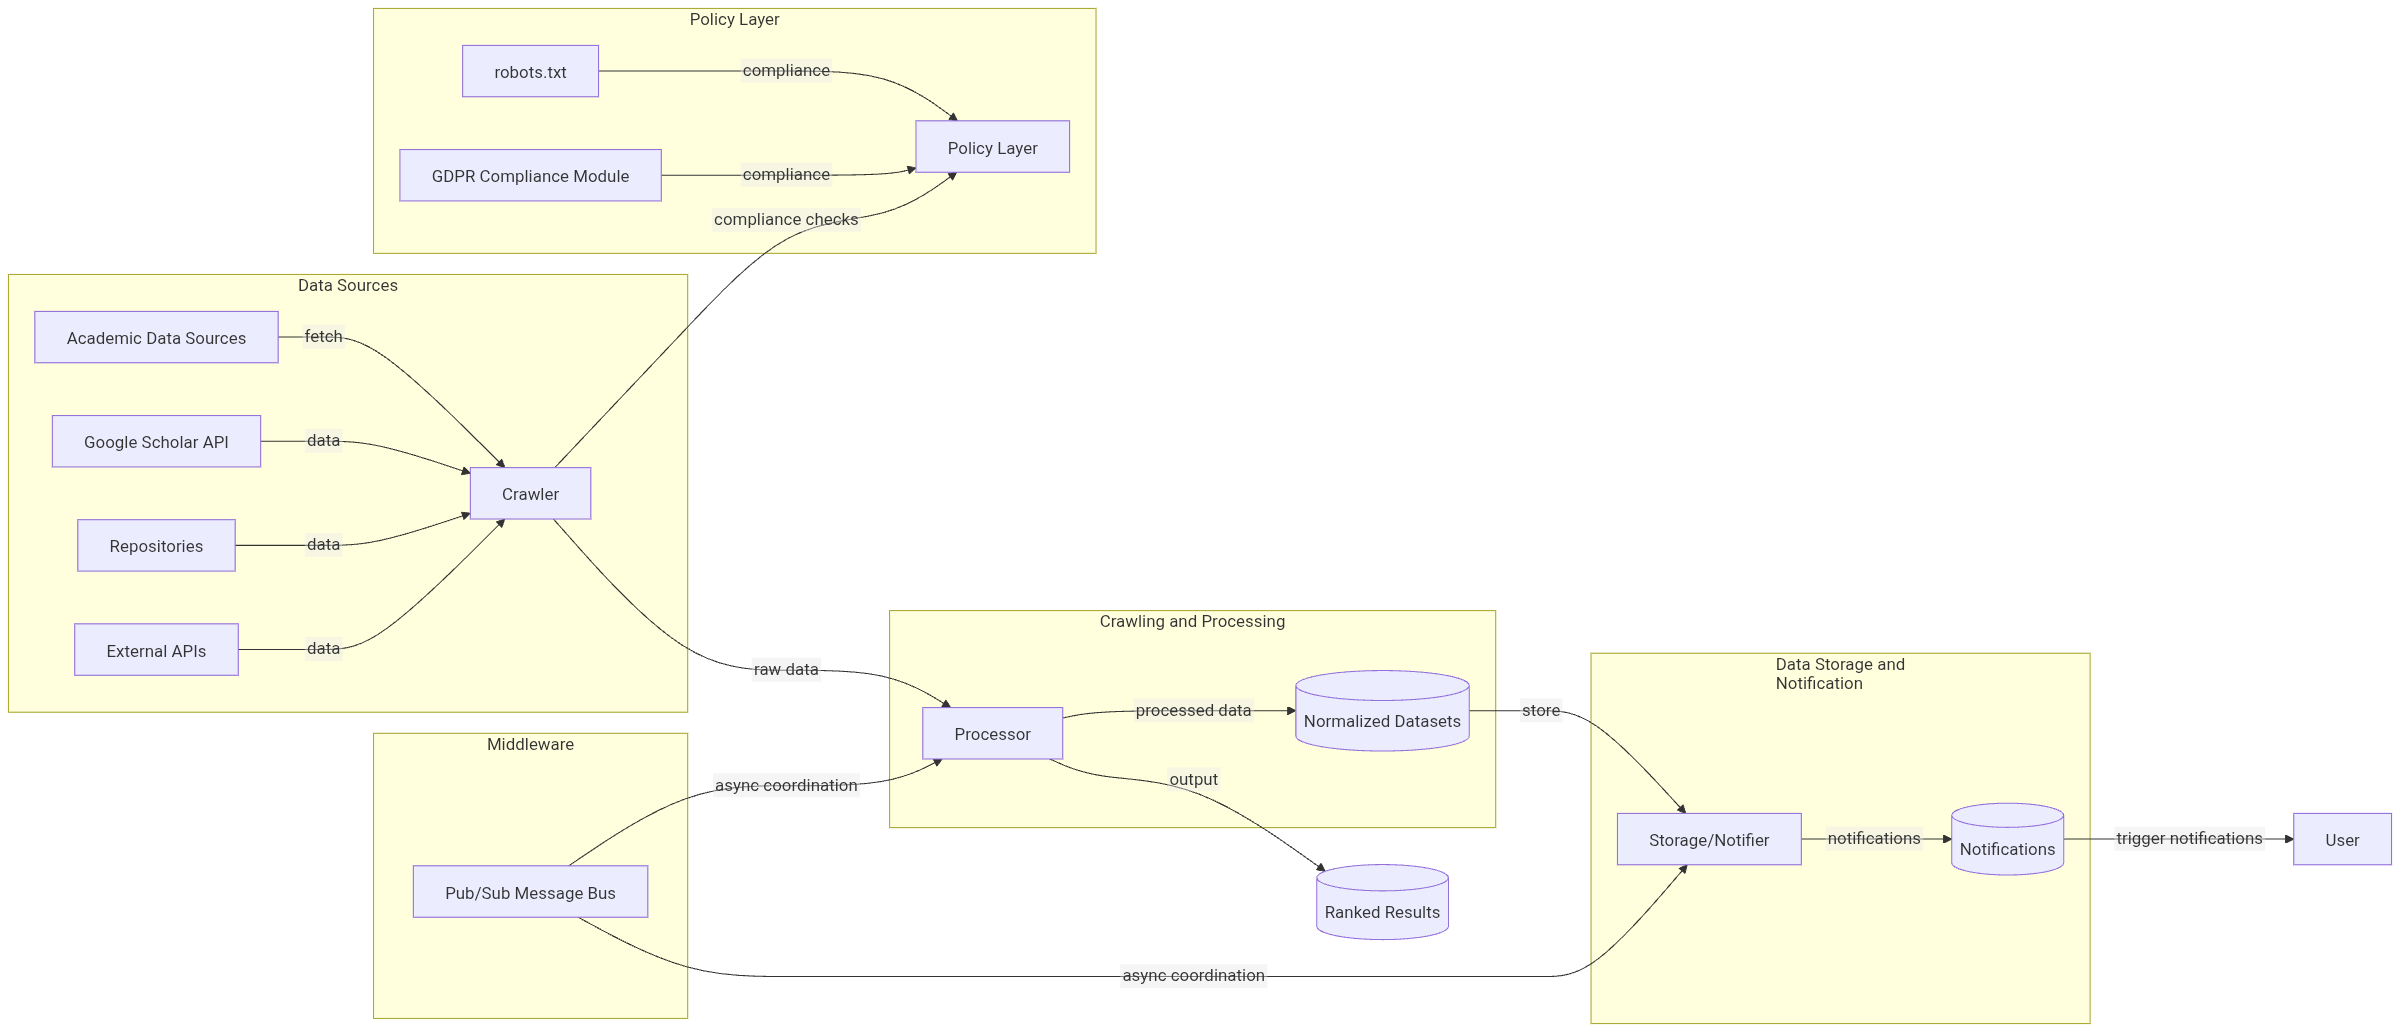 Policy Layer
robots.txt
compliance
Policy Layer
GDPR Compliance Module
compliance
compliance checks
Data Sources
Academic Data Sources
fetch
Google Scholar API
data
Crawler
Repositories
data
External APIs
data
raw data
Crawling and Processing
Processor
processed data
Normalized Datasets
output
Ranked Results
Middleware
async coordination
Pub/Sub Message Bus
async coordination
store
Data Storage and
Notification
Storage/Notifier
notifications
Notifications
trigger notifications
User